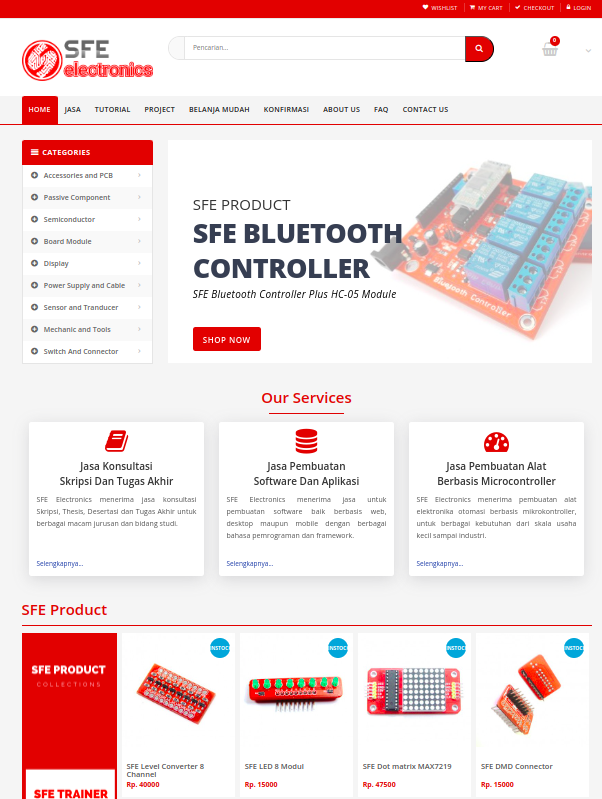 WISHLIST MY CART CHECKOUT LOGIN
SFE
electronics
Pencarian...
0
HOME JASA TUTORIAL PROJECT BELANJA MUDAH KONFIRMASI ABOUT US FAQ CONTACT US
CATEGORIES
Accessories and PCB
Passive Component
Semiconductor
Board Module
Display
Power Supply and Cable
Sensor and Tranducer
Mechanic and Tools
Switch And Connector
SFE PRODUCT
SFE BLUETOOTH
CONTROLLER
SFE Bluetooth Controller Plus HC-05 Module
SHOP NOW
Bluetooth Controller
Our Services
Jasa Konsultasi
Skripsi Dan Tugas Akhir
SFE Electronics menerima jasa konsultasi
Skripsi, Thesis, Desertasi dan Tugas Akhir untuk
berbagai macam jurusan dan bidang studi.
Selengkapnya...
Jasa Pembuatan
Software Dan Aplikasi
SFE Electronics menerima jasa untuk
pembuatan software baik berbasis web,
desktop maupun mobile dengan berbagai
bahasa pemrograman dan framework.
Selengkapnya...
Jasa Pembuatan Alat
Berbasis Microcontroller
SFE Electronics menerima pembuatan alat
elektronika otomasi berbasis mikrokontroller,
untuk berbagai kebutuhan dari skala usaha
kecil sampai industri.
Selengkapnya...
SFE Product
SFE PRODUCT
COLLECTIONS
SFE TRAINER
INSTOCK
SFE Level Converter 8
Channel
Rp. 40000
INSTOCK
SFE LED 8 Modul
Rp. 15000
INSTOCK
SFE Dot matrix MAX7219
Rp. 47500
INSTOCK
SFE DMD Connector
Rp. 15000